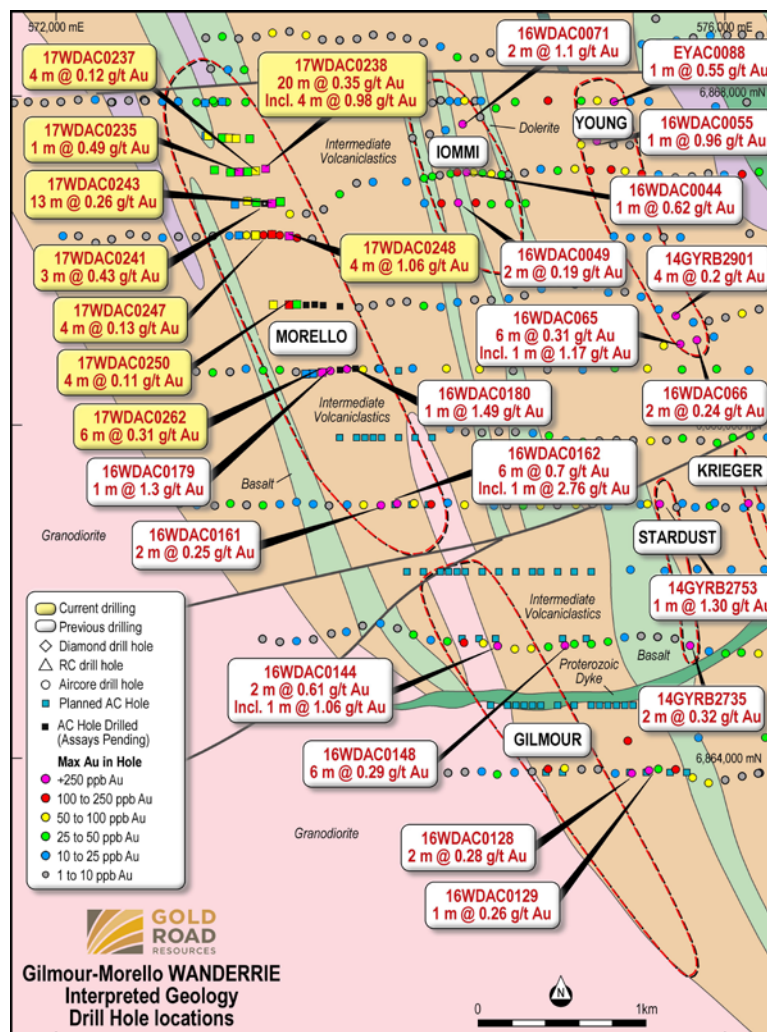 572,000 mE
576,000 mE
16WDAC0071
2 m @ 1.1 g/t Au
EYAC0088
1 m @ 0.55 g/t Au
17WDAC0237
4 m @ 0.12 g/t Au
17WDAC0238
20 m @ 0.35 g/t Au
Incl. 4 m @ 0.98 g/t Au
6,868,000 mN
YOUNG
16WDAC0055
1 m @ 0.96 g/t Au
17WDAC0235
1 m @ 0.49 g/t Au
Intermediate
Volcaniclastics
Dolerite
IOMMI
17WDAC0243
13 m @ 0.26 g/t Au
16WDAC0044
1 m @ 0.62 g/t Au
17WDAC0241
3 m @ 0.43 g/t Au
17WDAC0248
4 m @ 1.06 g/t Au
16WDAC0049
2 m @ 0.19 g/t Au
14GYRB2901
4 m @ 0.2 g/t Au
17WDAC0247
4 m @ 0.13 g/t Au
16WDAC065
6 m @ 0.31 g/t Au
Incl. 1 m @ 1.17 g/t Au
MORELLO
17WDAC0250
4 m @ 0.11 g/t Au
16WDAC0180
1 m @ 1.49 g/t Au
16WDAC066
2 m @ 0.24 g/t Au
17WDAC0262
6 m @ 0.31 g/t Au
Intermediate
Volcaniclastics
16WDAC0162
6 m @ 0.7 g/t Au
Incl. 1 m @ 2.76 g/t Au
KRIEGER
16WDAC0179
1 m @ 1.3 g/t Au
Basalt
Granodiorite
16WDAC0161
2 m @ 0.25 g/t Au
STARDUST
14GYRB2753
1 m @ 1.30 g/t Au
Intermediate
Volcaniclastics
Basalt
Proterozoic
Dyke
16WDAC0144
2 m @ 0.61 g/t Au
Incl. 1 m @ 1.06 g/t Au
14GYRB2735
2 m @ 0.32 g/t Au
GILMOUR
16WDAC0148
6 m @ 0.29 g/t Au
6,864,000 mN
Granodiorite
16WDAC0128
2 m @ 0.28 g/t Au
16WDAC0129
1 m @ 0.26 g/t Au
Current drilling
Previous drilling
Diamond drill hole
RC drill hole
Aircore drill hole
Planned AC Hole
AC Hole Drilled
(Assays Pending)
Max Au in Hole
+250 ppb Au
100 to 250 ppb Au
50 to 100 ppb Au
25 to 50 ppb Au
10 to 25 ppb Au
1 to 10 ppb Au
GOLD
ROAD
RESOURCES
Gilmour-Morello WANDERRIE
Interpreted Geology
Drill Hole locations
N
0
1km